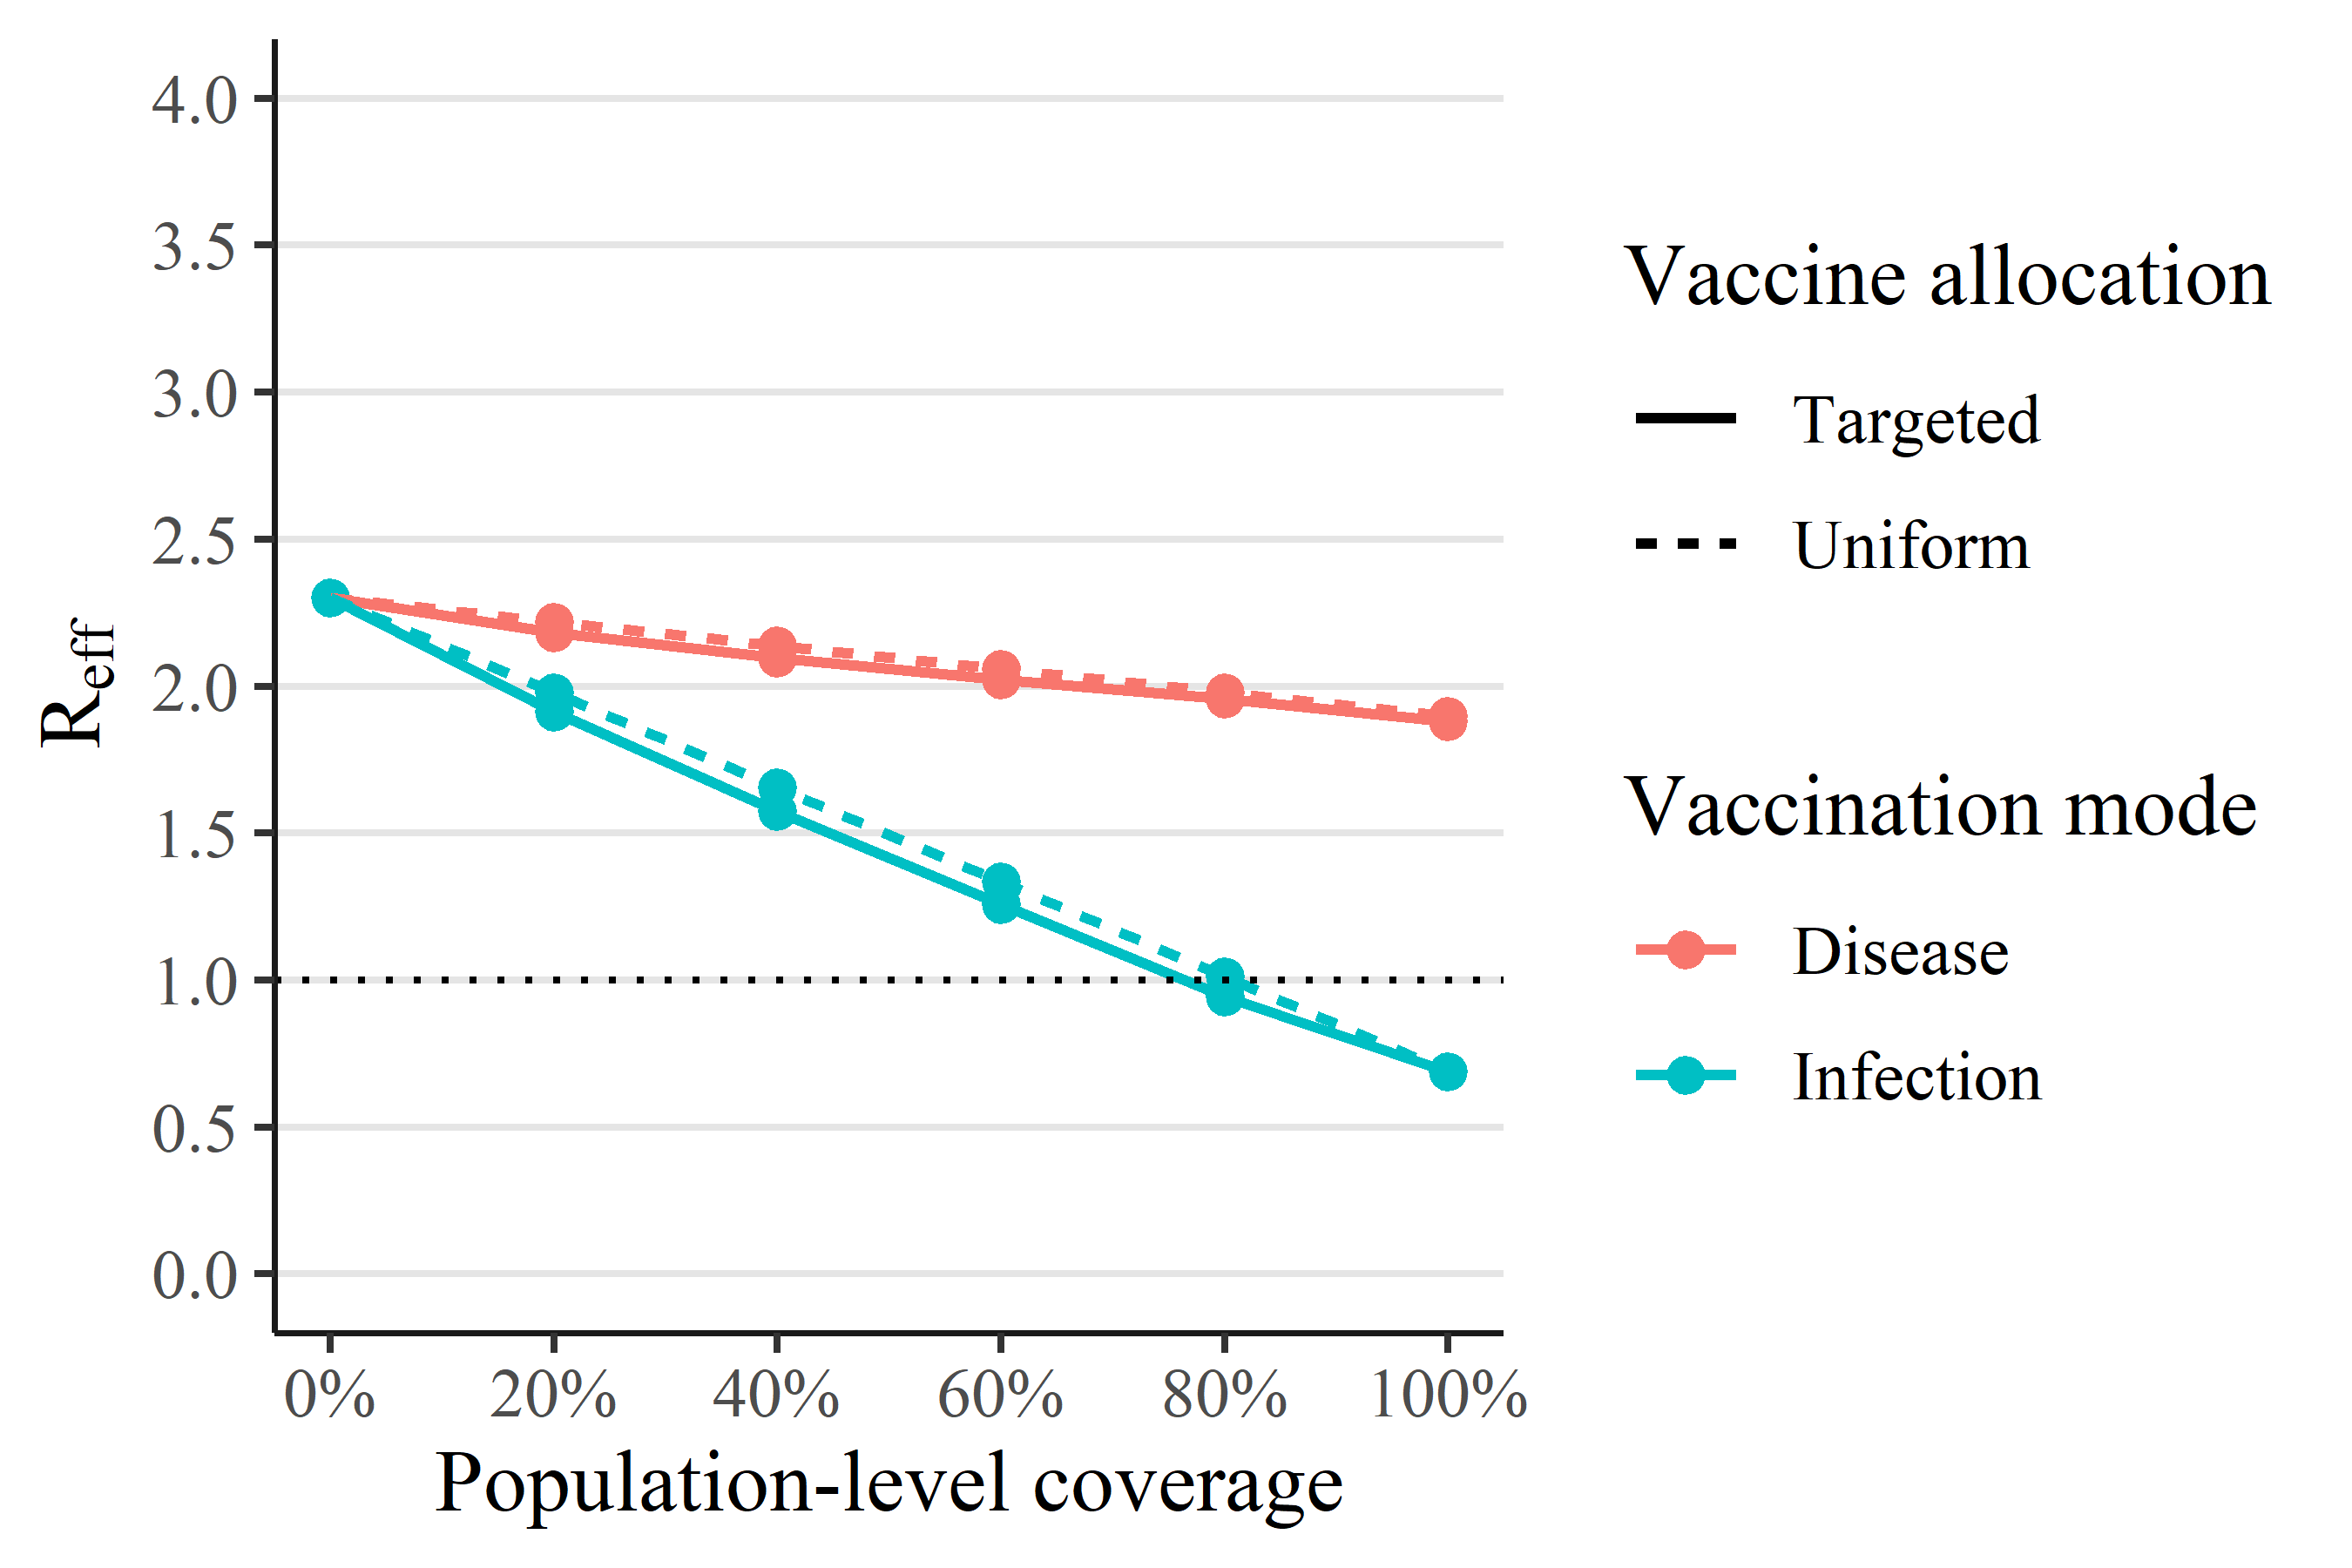 4.0
3.5
3.0
2.5
2.0
1.5
1.0
0.5
0.0
Reff
0% 20% 40% 60% 80% 100%
Population-level coverage
Vaccine allocation
Targeted
Uniform
Vaccination mode
Disease
Infection